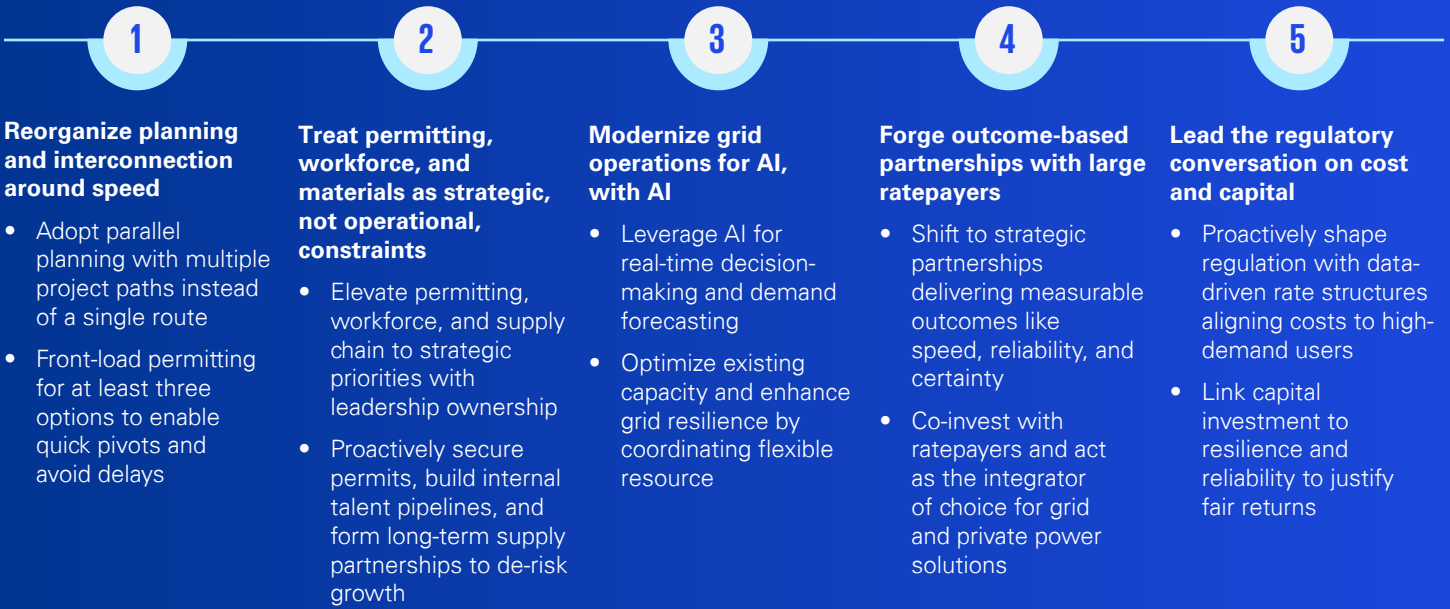 1
Reorganize planning
and interconnection
around speed
• Adopt parallel
planning with multiple
project paths instead
of a single route
• Front-load permitting
for at least three
options to enable
quick pivots and
avoid delays
2
Treat permitting,
workforce, and
materials as strategic,
not operational,
constraints
• Elevate permitting,
workforce, and supply
chain to strategic
priorities with
leadership ownership
• Proactively secure
permits, build internal
talent pipelines, and
form long-term supply
partnerships to de-risk
growth
3
Modernize grid
operations for AI,
with AI
• Leverage AI for
real-time decision-
making and demand
forecasting
• Optimize existing
capacity and enhance
grid resilience by
coordinating flexible
resource
4
Forge outcome-based
partnerships with large
ratepayers
• Shift to strategic
partnerships
delivering measurable
outcomes like
speed, reliability, and
certainty
• Co-invest with
ratepayers and act
as the integrator
of choice for grid
and private power
solutions
5
Lead the regulatory
conversation on cost
and capital
• Proactively shape
regulation with data-
driven rate structures
aligning costs to high-
demand users
• Link capital
investment to
resilience and
reliability to justify
fair returns